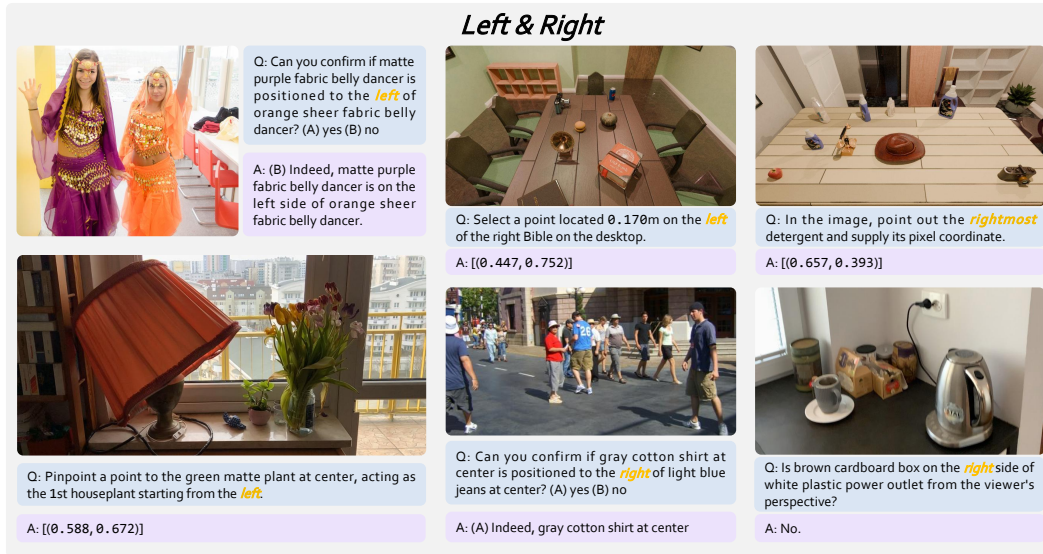 Left & Right
Q: Can you confirm if matte
purple fabric belly dancer is
positioned to the left of
orange sheer fabric belly
dancer? (A) yes (B) no
A: (B) Indeed, matte purple
fabric belly dancer is on the
left side of orange sheer
fabric belly dancer.
Q: Select a point located 0.170m on the left
of the right Bible on the desktop.
A: [(0.447, 0.752)]
Q: In the image, point out the rightmost
detergent and supply its pixel coordinate.
A: [(0.657, 0.393)]
Q: Pinpoint a point to the green matte plant at center, acting as
the 1st houseplant starting from the left.
A: [(0.588, 0.672)]
26
Q: Can you confirm if gray cotton shirt at
center is positioned to the right of light blue
jeans at center? (A) yes (B) no
A: (A) Indeed, gray cotton shirt at center
Q: Is brown cardboard box on the right side of
white plastic power outlet from the viewer's
perspective?
A: No.